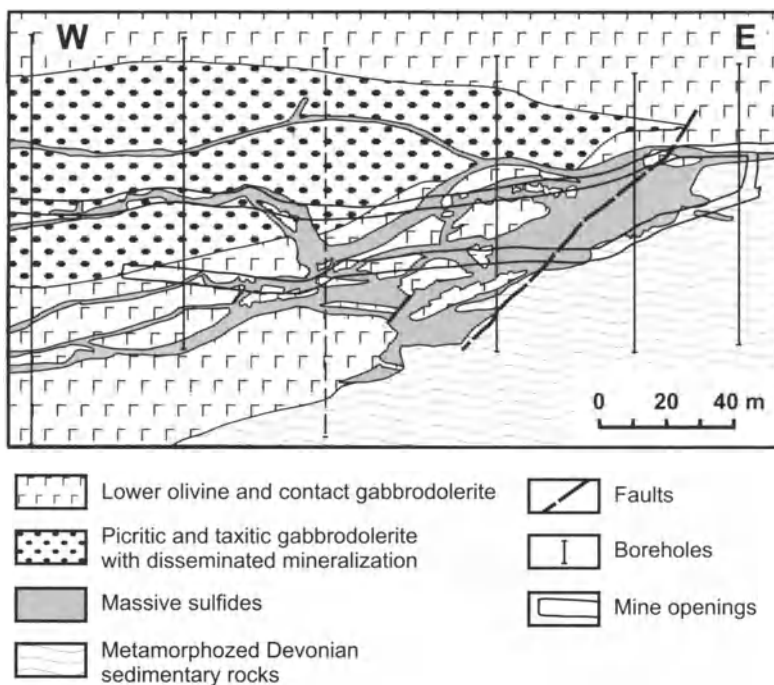 W E
0 20 40 m
Lower olivine and contact gabbrodolerite
Picritic and taxitic gabbrodolerite
with disseminated mineralization
Massive sulfides
Metamorphozed Devonian
sedimentary rocks
Faults
Boreholes
Mine openings